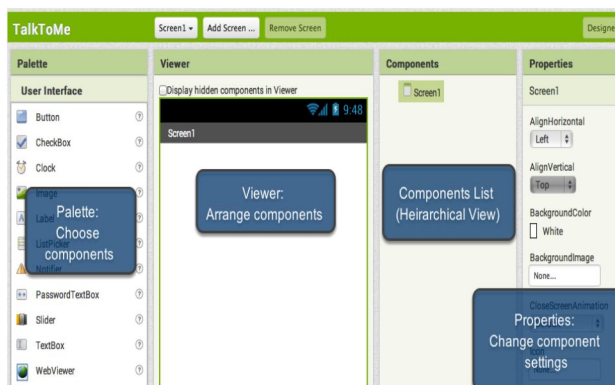 TalkToMe
Screen1
Add Screen ...
Remove Screen
Designe
Palette
Viewer
Components
Properties
User Interface
Button
CheckBox
Clock
Image
Label
ListPicker
Notifier
PasswordTextBox
Slider
TextBox
WebViewer
Palette:
Choose
components
Display hidden components in Viewer
9:48
Screen1
Viewer:
Arrange components
Screen1
Components List
(Heirarchical View)
Screen1
AlignHorizontal
Left
AlignVertical
Top
BackgroundColor
White
BackgroundImage
None...
CloseScreenAnimation
Properties:
Change component
settings
Icon
None...